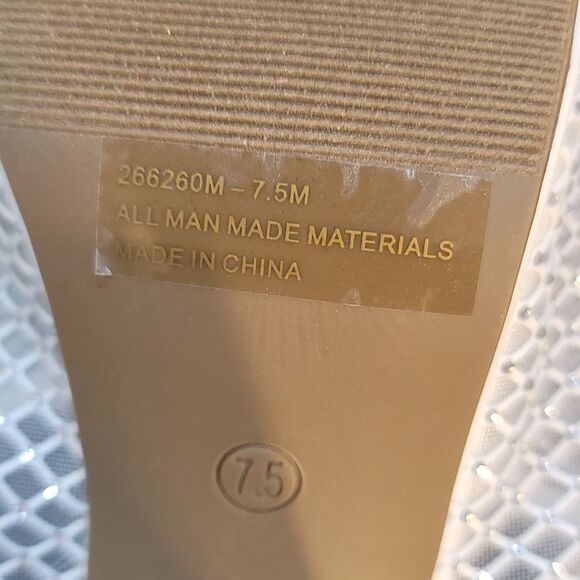 266260M – 7.5M
ALL MAN MADE MATERIALS
MADE IN CHINA
7.5